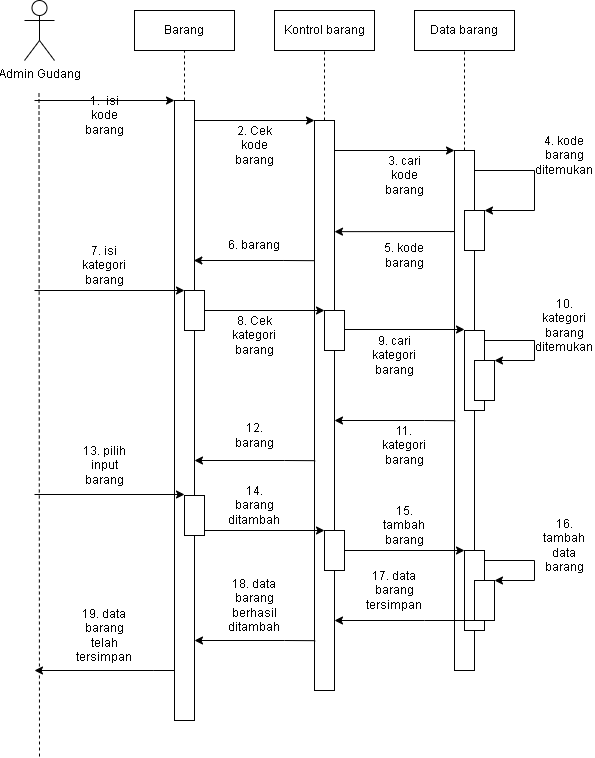 Barang
Kontrol barang
Data barang
Admin Gudang
1. isi
kode
barang
2. Cek
kode
barang
3. cari
kode
barang
4. kode
barang
ditemukan
5. kode
barang
6. barang
7. isi
kategori
barang
8. Cek
kategori
barang
9. cari
kategori
barang
10.
kategori
barang
ditemukan
11.
kategori
barang
12.
barang
13. pilih
input
barang
14.
barang
ditambah
15.
tambah
barang
16.
tambah
data
barang
17. data
barang
tersimpan
18. data
barang
berhasil
ditambah
19. data
barang
telah
tersimpan